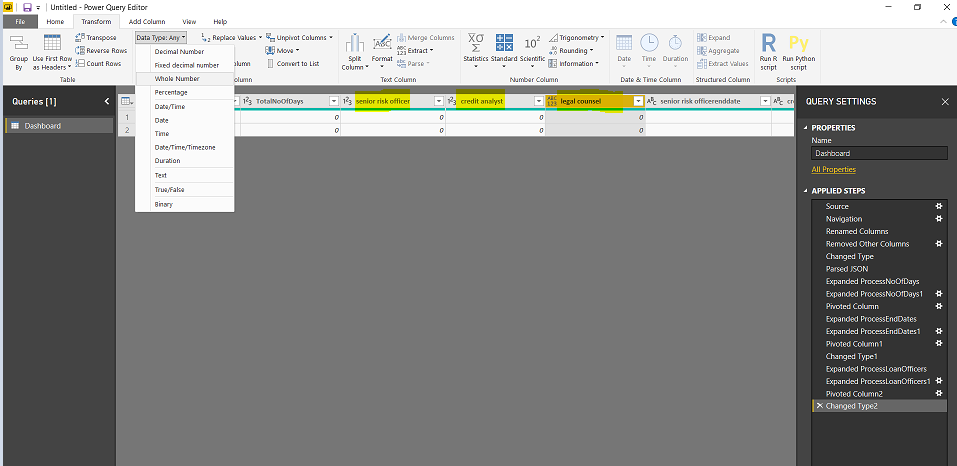 Untitled - Power Query Editor
File Home Transform Add Column View Help
Group By
Use First Row as Headers
Transpose
Reverse Rows
Count Rows
Table
Data Type: Any
Replace Values
Unpivot Columns
Move
Convert to List
Decimal Number
Fixed decimal number
Whole Number
Percentage
Date/Time
Date
Time
Date/Time/Timezone
Duration
Text
True/False
Binary
Split Column
Format
ABC 123
Merge Columns
Extract
Parse
Text Column
Statistics
Standard
Scientific
10²
Trigonometry
Rounding
Information
Number Column
Date
Time
Duration
Date & Time Column
Expand
Aggregate
Extract Values
Structured Column
R
Run R script
Py
Run Python script
Scripts
Queries [1]
Dashboard
TotalNoOfDays senior risk officer credit analyst legal counsel senior risk officerenddate
1 0 0 0 0
2 0 0 0 0
QUERY SETTINGS
PROPERTIES
Name
Dashboard
All Properties
APPLIED STEPS
Source
Navigation
Renamed Columns
Removed Other Columns
Changed Type
Parsed JSON
Expanded ProcessNoOfDays
Expanded ProcessNoOfDays1
Pivoted Column
Expanded ProcessEndDates
Expanded ProcessEndDates1
Pivoted Column1
Changed Type1
Expanded ProcessLoanOfficers
Expanded ProcessLoanOfficers1
Pivoted Column2
Changed Type2